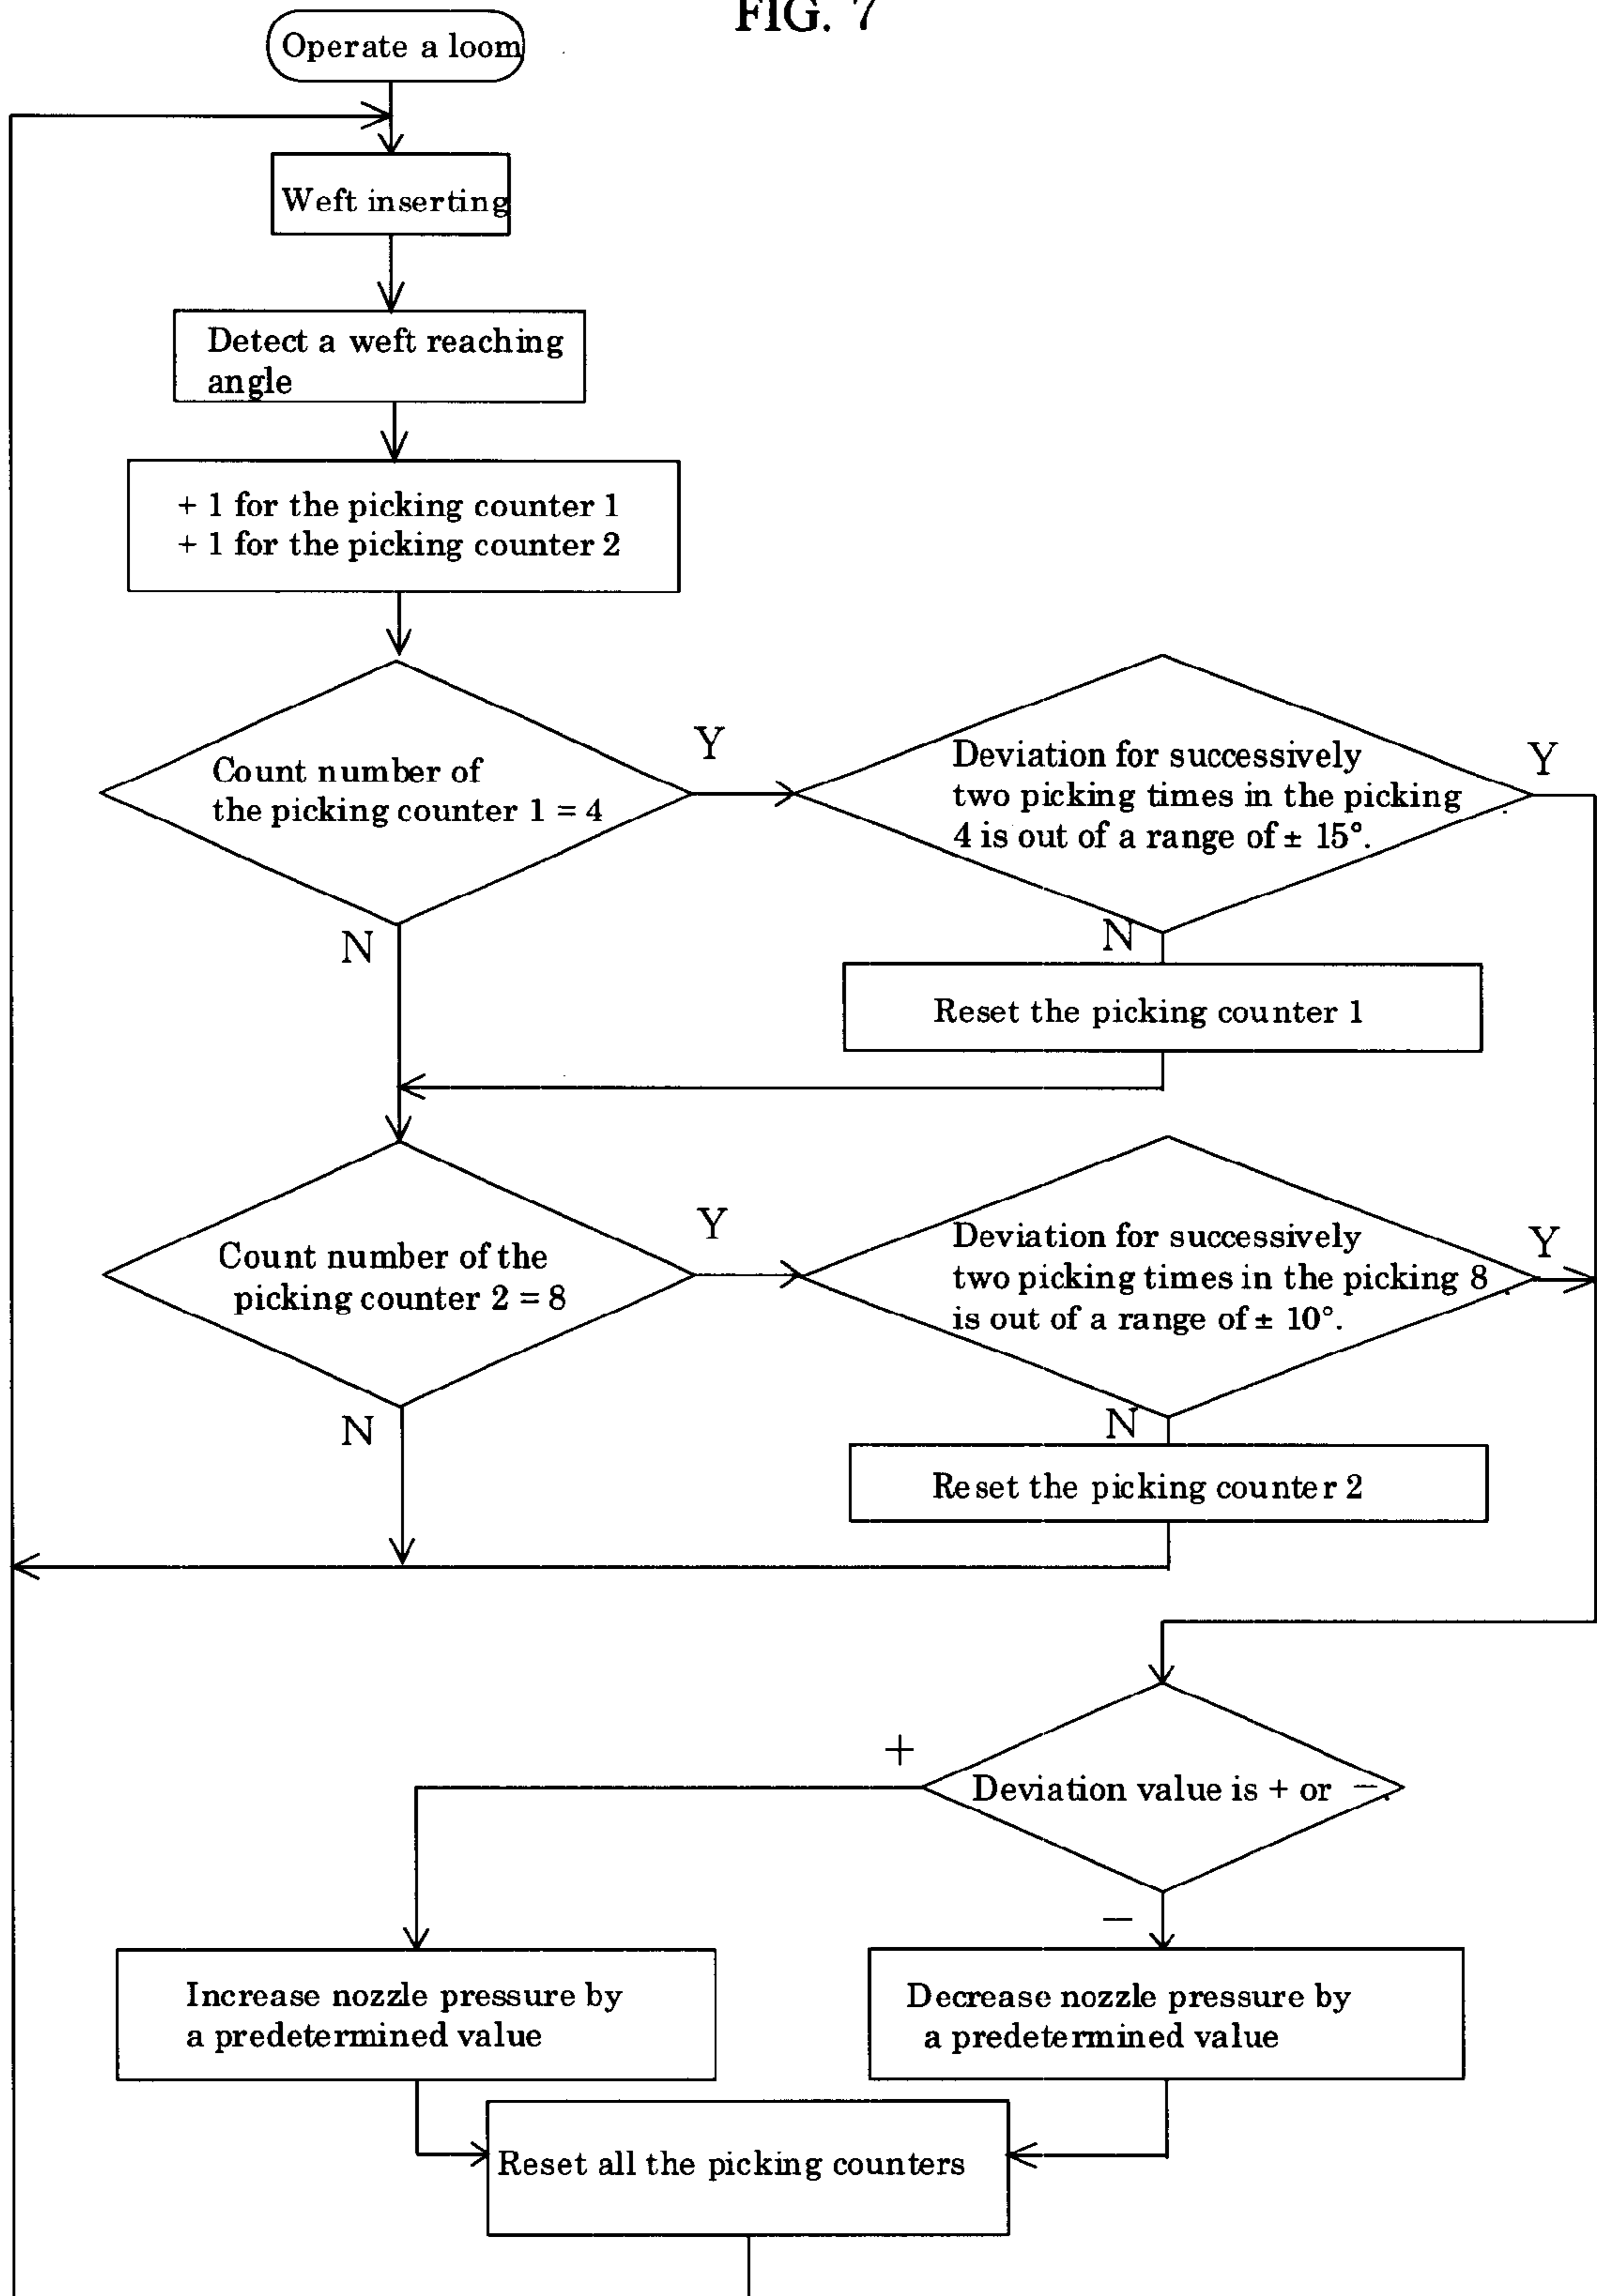 FIG. 7
Operate a loom
Weft inserting
Detect a weft reaching
angle
+ 1 for the picking counter 1
+ 1 for the picking counter 2
Count number of
the picking counter 1 = 4
Y
Deviation for successively
two picking times in the picking
4 is out of a range of ± 15°.
Y
N
N
Reset the picking counter 1
Count number of the
picking counter 2 = 8
Y
Deviation for successively
two picking times in the picking 8
is out of a range of ± 10°.
Y
N
N
Reset the picking counter 2
+
Deviation value is + or −.
−
Increase nozzle pressure by
a predetermined value
Decrease nozzle pressure by
a predetermined value
Reset all the picking counters